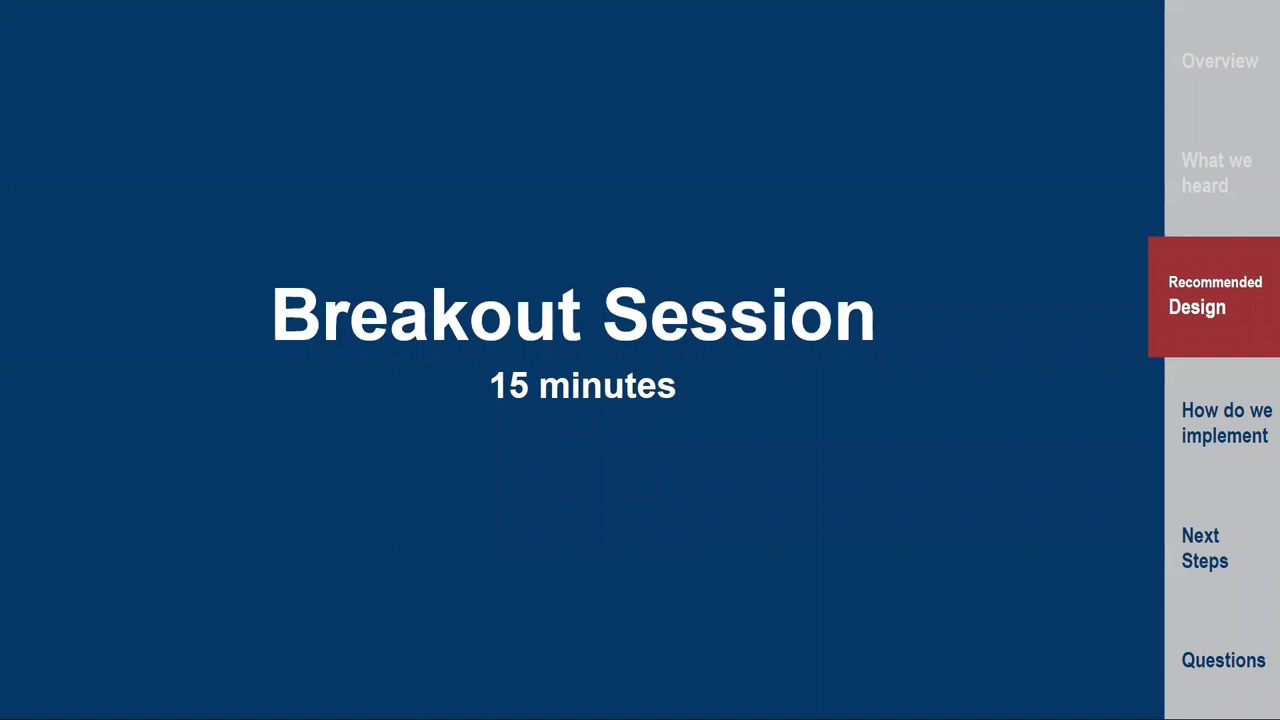 Breakout Session
15 minutes
Overview
What we
heard
Recommended
Design
How do we
implement
Next
Steps
Questions